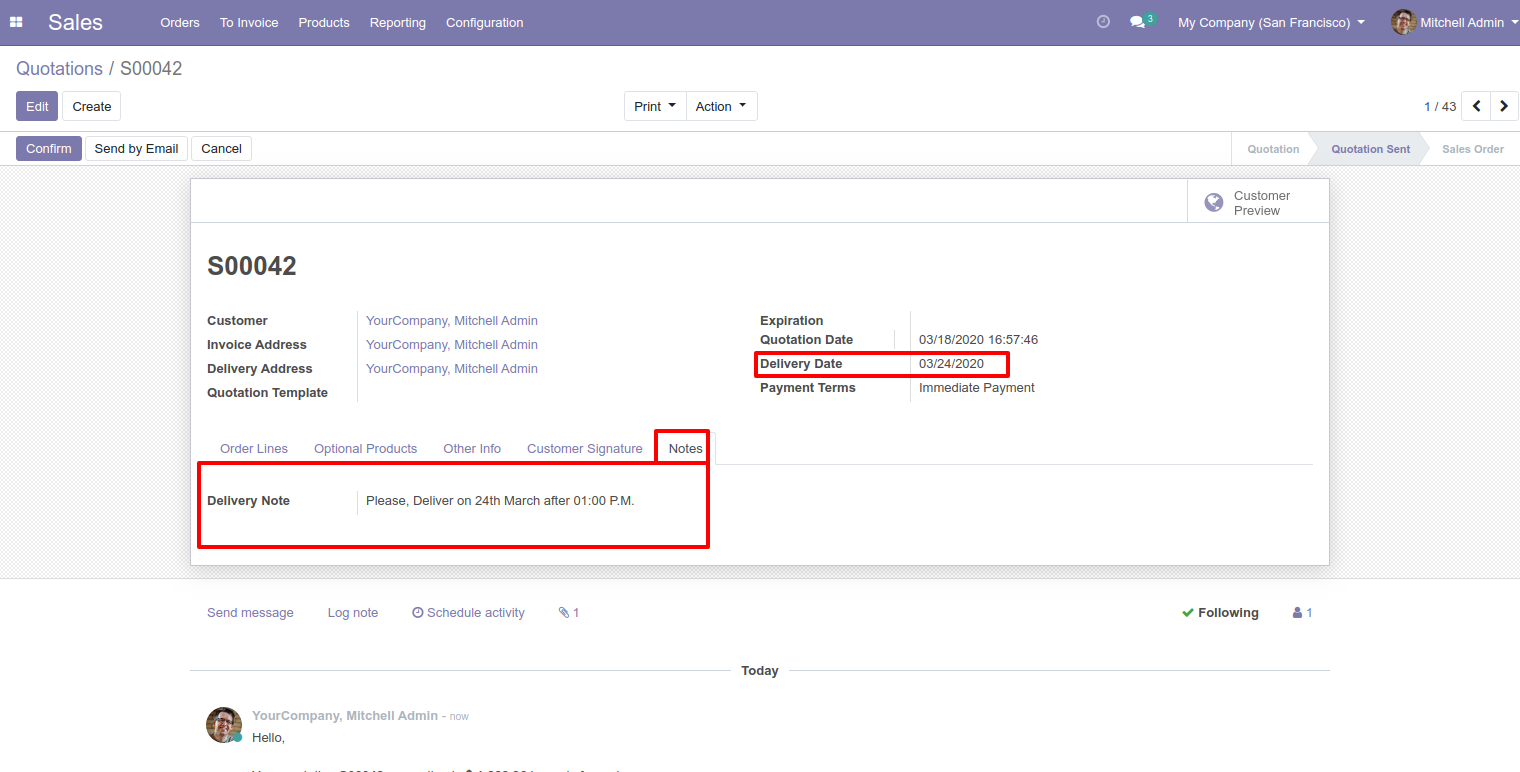 Sales Orders To Invoice Products Reporting Configuration 3 My Company (San Francisco) Mitchell Admin
Quotations / S00042
Edit Create Print Action 1 / 43
Confirm Send by Email Cancel Quotation Quotation Sent Sales Order
Customer
Preview
S00042
Customer YourCompany, Mitchell Admin Expiration
Quotation Date 03/18/2020 16:57:46
Invoice Address YourCompany, Mitchell Admin
Delivery Date 03/24/2020
Delivery Address YourCompany, Mitchell Admin
Payment Terms Immediate Payment
Quotation Template
Order Lines Optional Products Other Info Customer Signature Notes
Delivery Note Please, Deliver on 24th March after 01:00 P.M.
Send message Log note Schedule activity 1 Following 1
Today
YourCompany, Mitchell Admin - now
Hello,